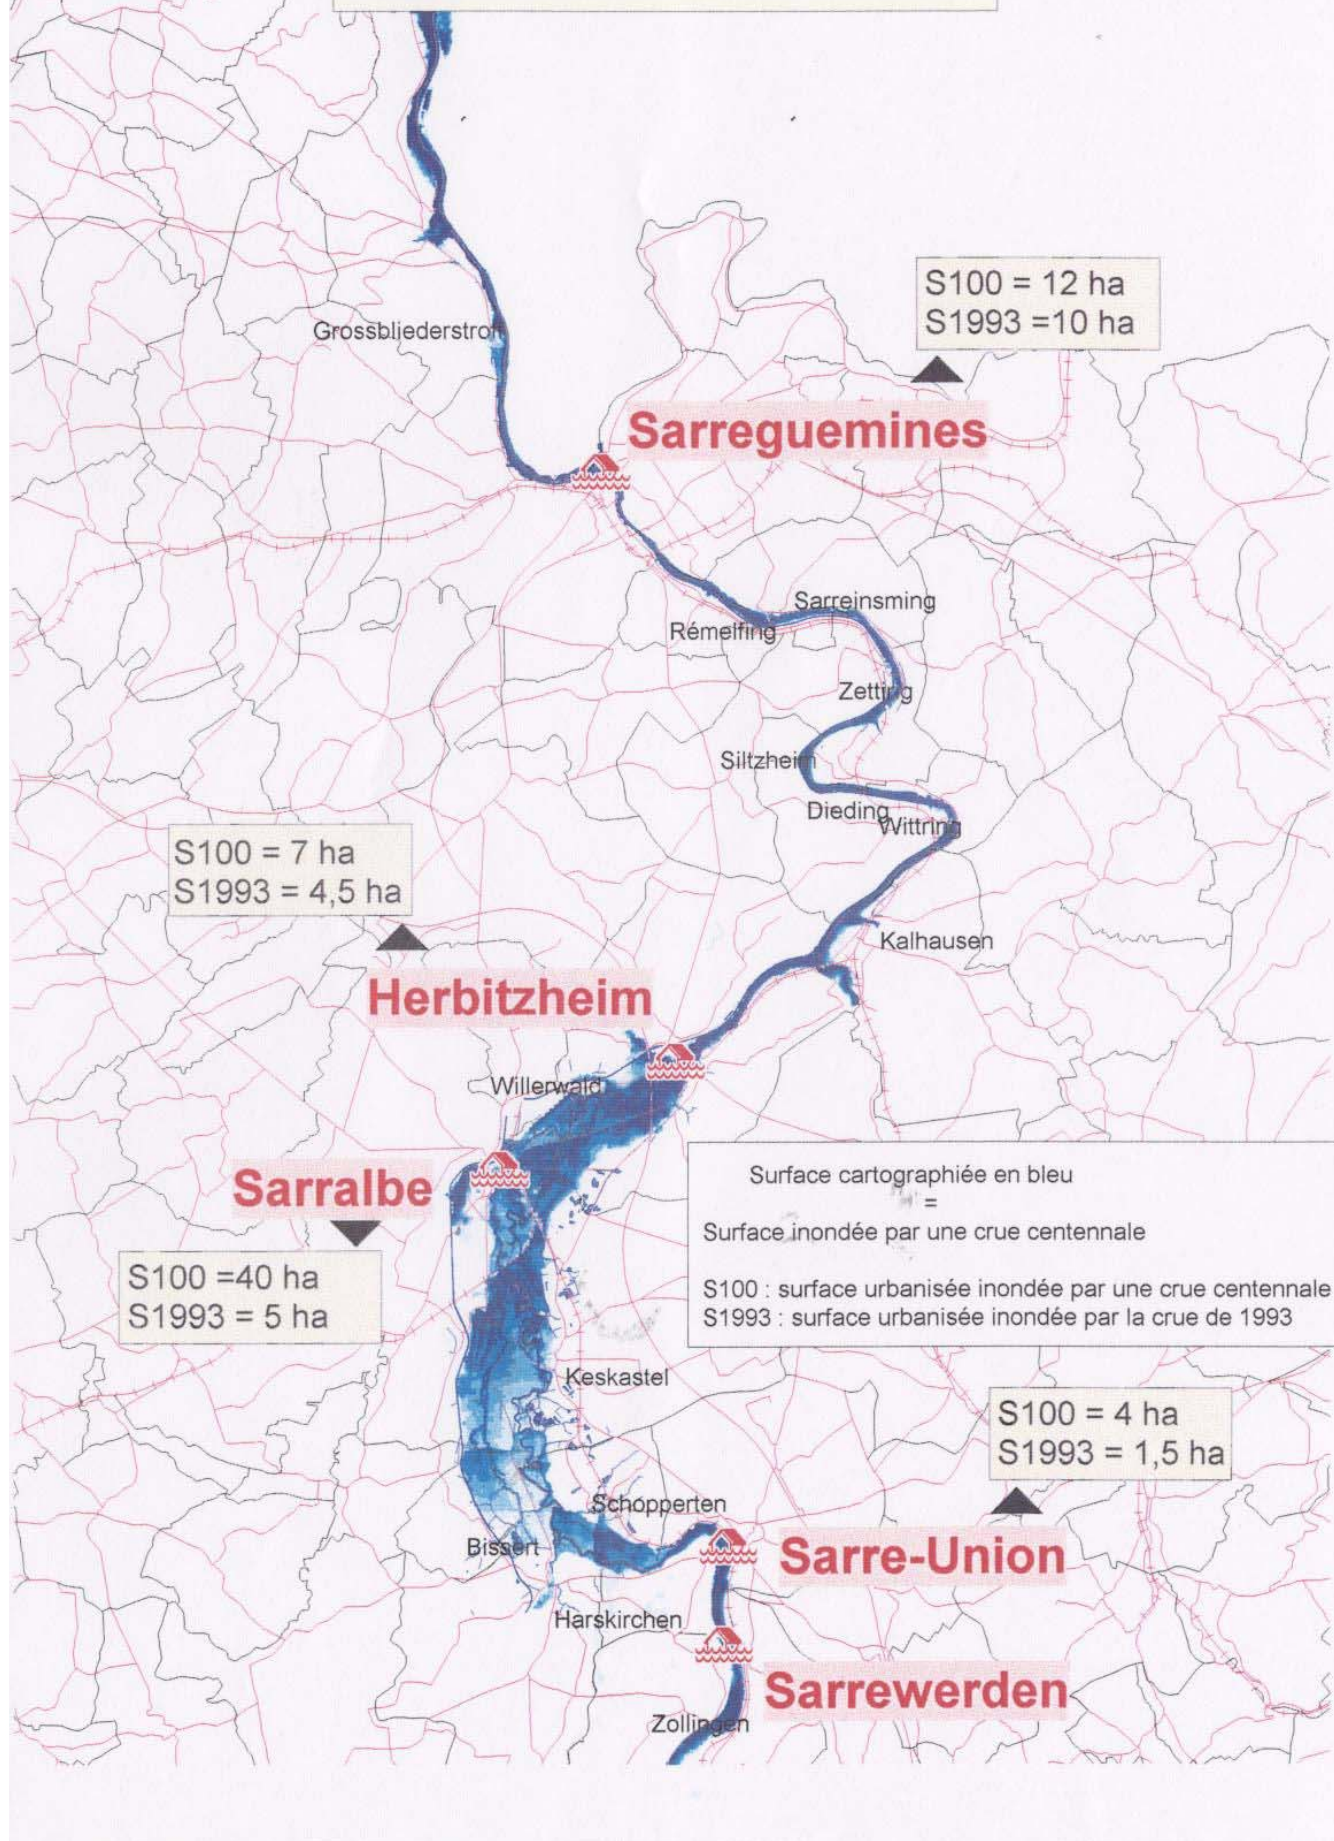 Grossbliederstroff
S100 = 12 ha
S1993 =10 ha
Sarreguemines
Sarreinsming
Rémelfing
Zetting
Siltzheim
Dieding
Wittring
S100 = 7 ha
S1993 = 4,5 ha
Kalhausen
Herbitzheim
Willerwald
Sarralbe
S100 =40 ha
S1993 = 5 ha
Surface cartographiée en bleu
=
Surface inondée par une crue centennale
S100 : surface urbanisée inondée par une crue centennale
S1993 : surface urbanisée inondée par la crue de 1993
Keskastel
S100 = 4 ha
S1993 = 1,5 ha
Schopperten
Bissert
Sarre-Union
Harskirchen
Sarrewerden
Zollingen